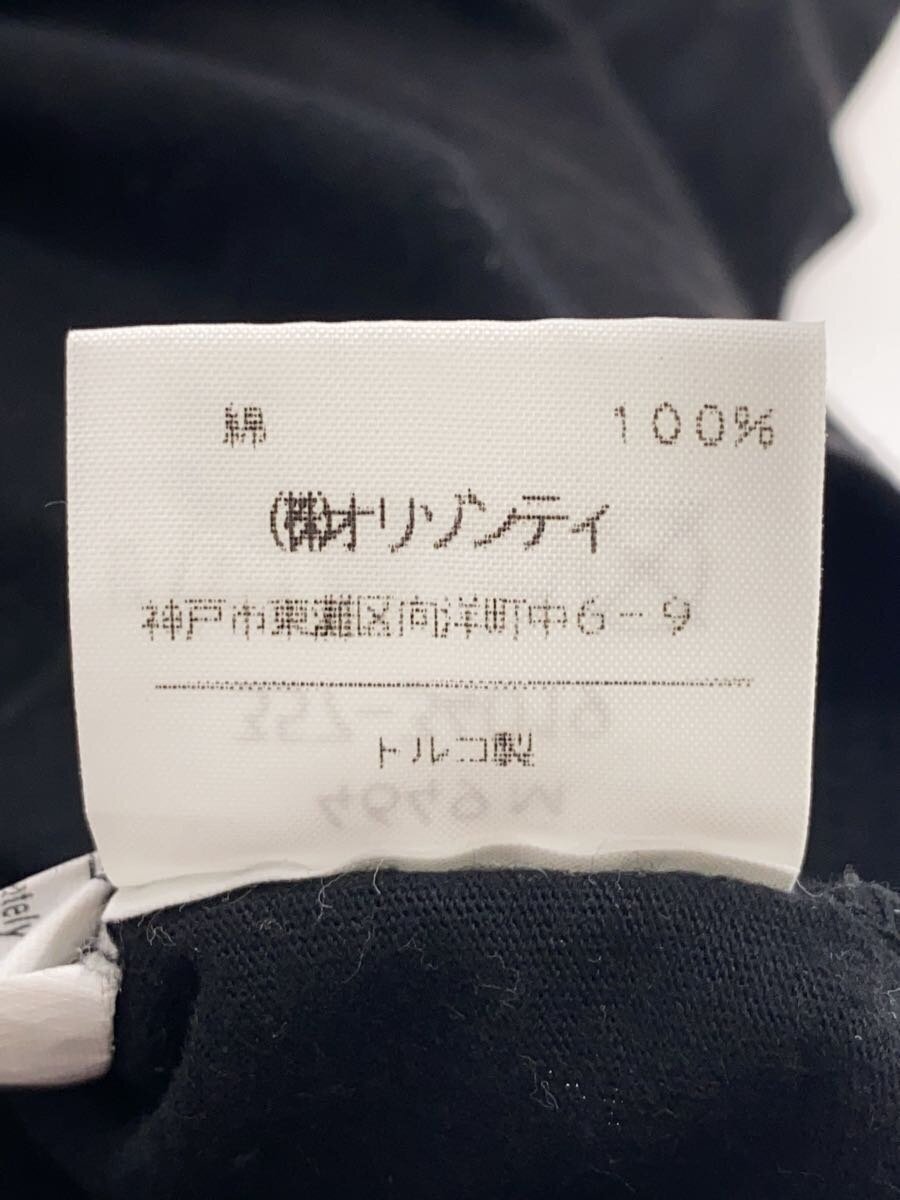 綿 100%
(株)オリゾンティ
神戸市東灘区向洋町中6-9
トルコ製